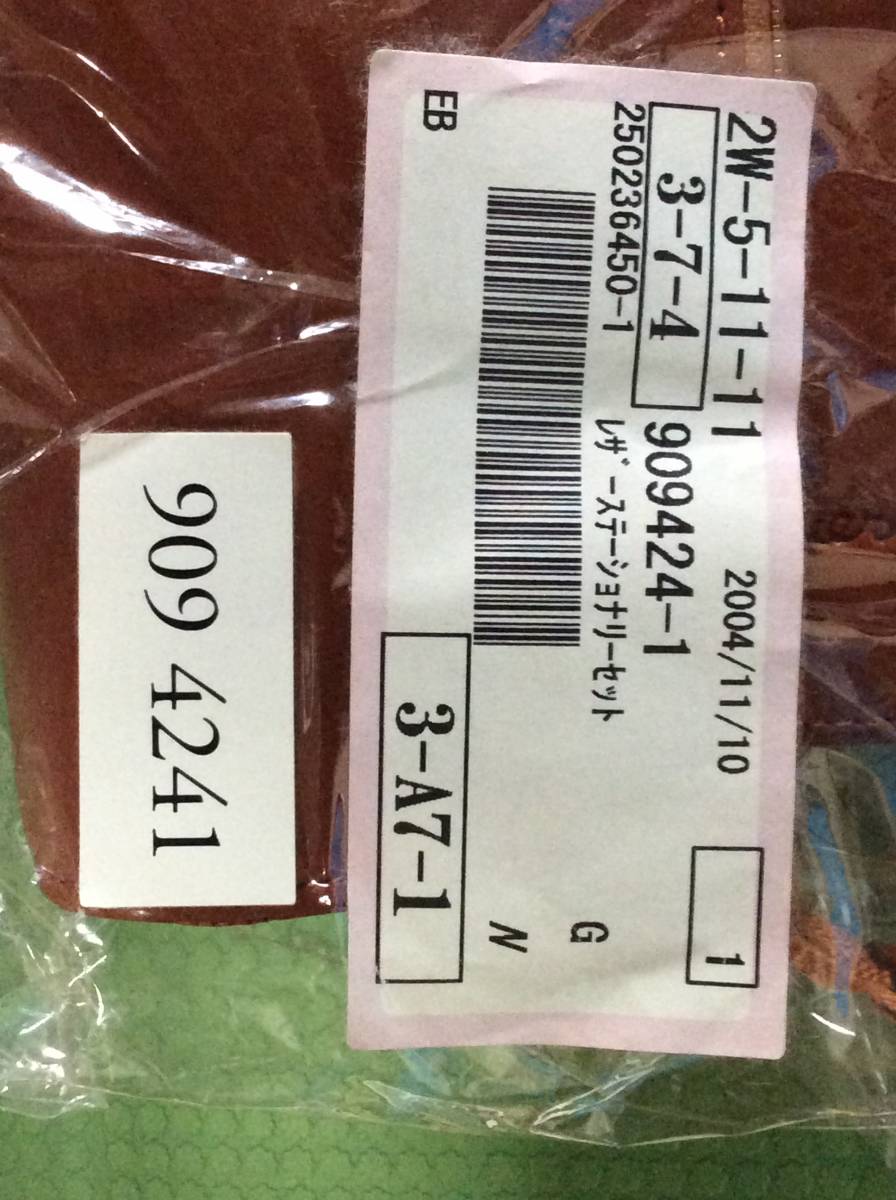 2W-5-11-11 2004/11/10 1
3-7-4 909424-1
250236450-1 ﾚｻﾞｰｽﾃｰｼｮﾅﾘｰｾｯﾄ G
N
EB 3-A7-1
909 4241